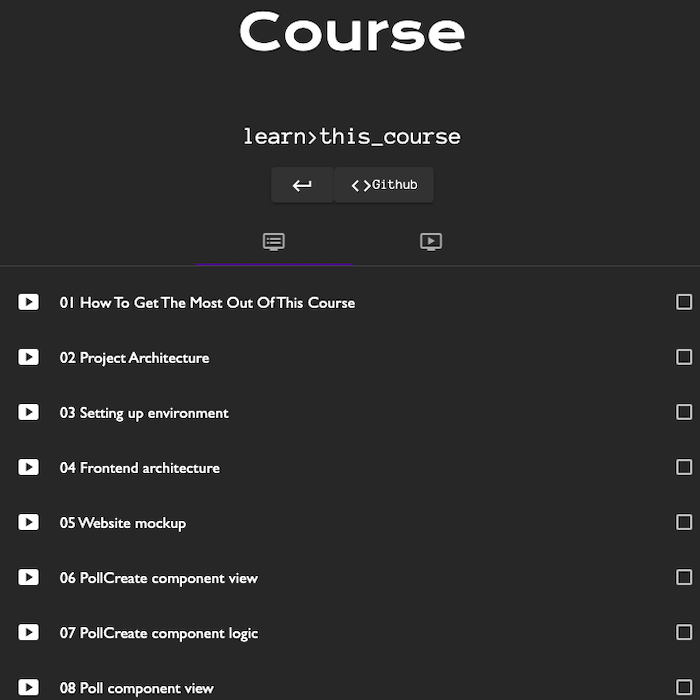 Course
learn>this_course
Github
01 How To Get The Most Out Of This Course
02 Project Architecture
03 Setting up environment
04 Frontend architecture
05 Website mockup
06 PollCreate component view
07 PollCreate component logic
08 Poll component view